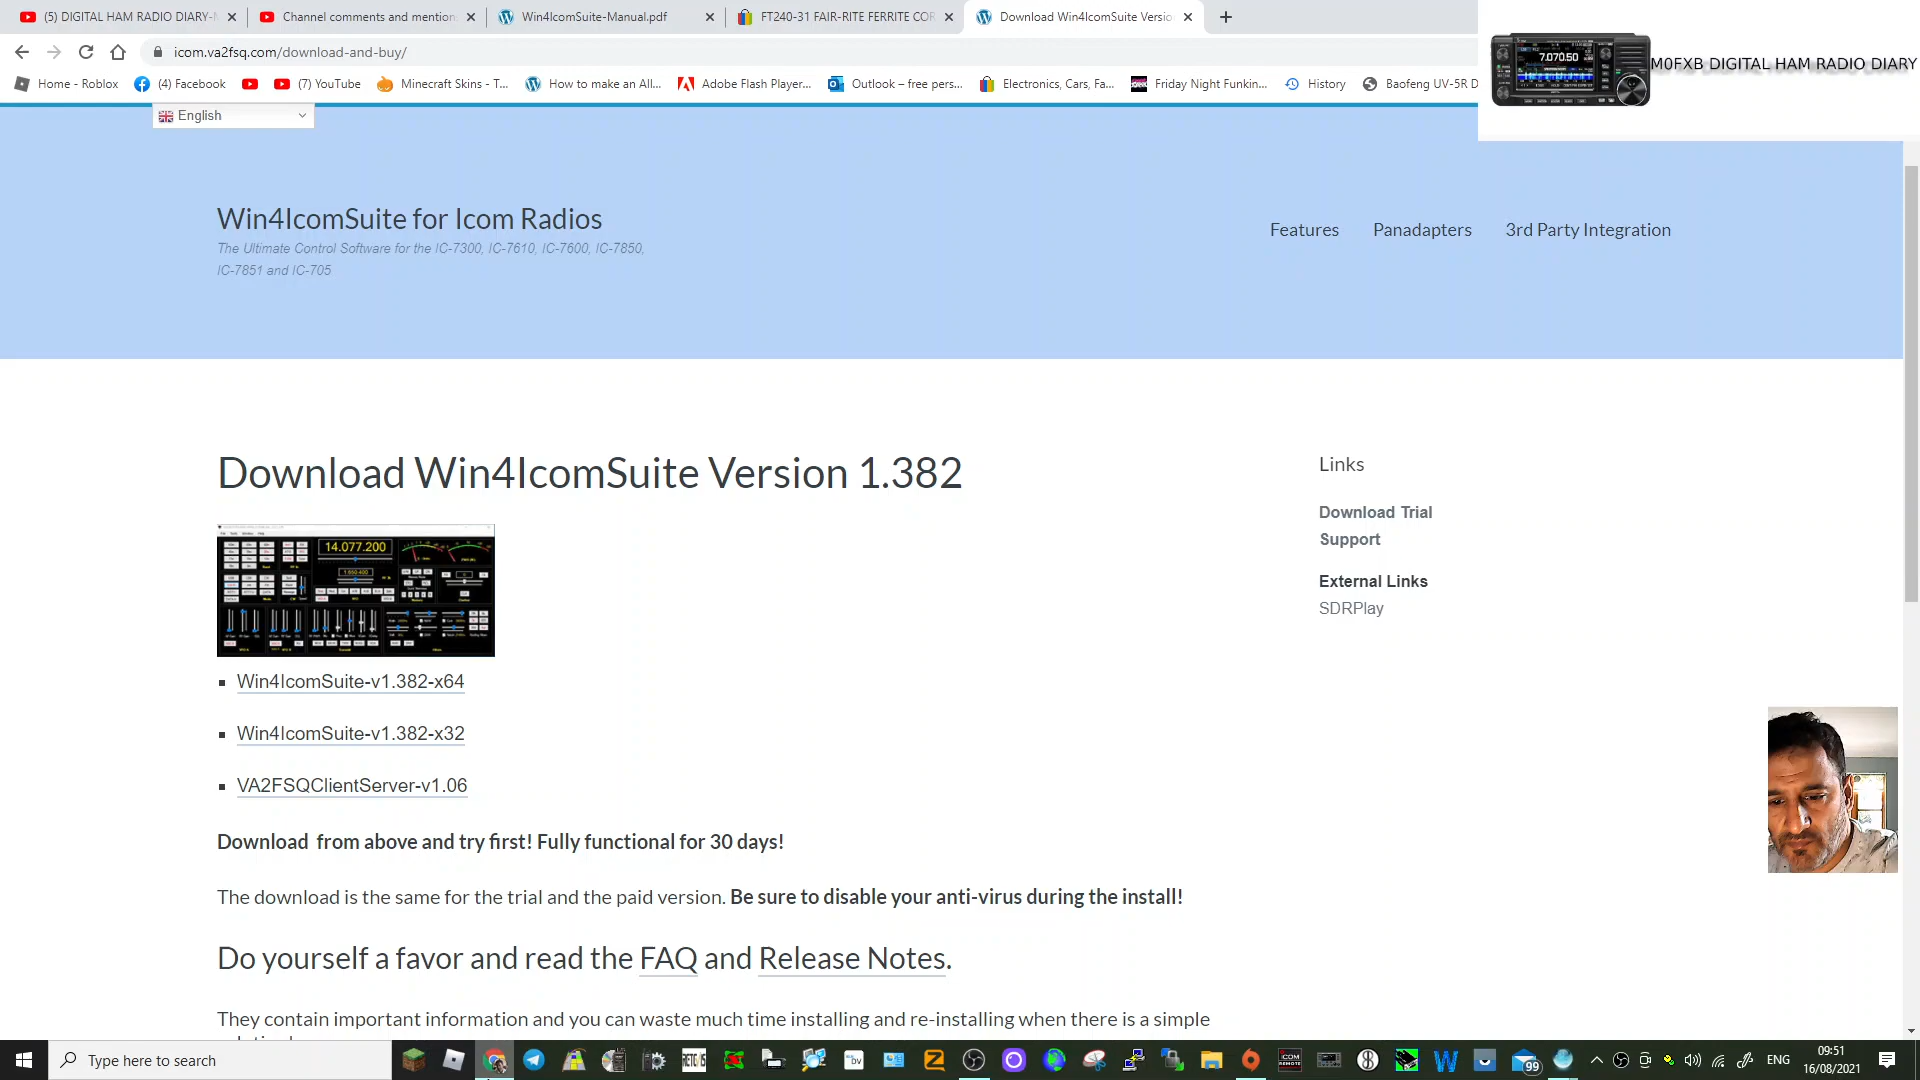 (5) DIGITAL HAM RADIO DIARY-
Channel comments and mention
Win4IcomSuite-Manual.pdf
FT240-31 FAIR-RITE FERRITE COR
Download Win4IcomSuite Versio
icom.va2fsq.com/download-and-buy/
Home - Roblox
(4) Facebook
(7) YouTube
Minecraft Skins - T...
How to make an All...
Adobe Flash Player...
Outlook – free pers...
Electronics, Cars, Fa...
Friday Night Funkin...
History
Baofeng UV-5R D
7.070.50
M0FXB DIGITAL HAM RADIO DIARY
English
Win4IcomSuite for Icom Radios
The Ultimate Control Software for the IC-7300, IC-7610, IC-7600, IC-7850,
IC-7851 and IC-705
Features
Panadapters
3rd Party Integration
Download Win4IcomSuite Version 1.382
14.077.200
Win4IcomSuite-v1.382-x64
Win4IcomSuite-v1.382-x32
VA2FSQClientServer-v1.06
Download from above and try first! Fully functional for 30 days!
The download is the same for the trial and the paid version. Be sure to disable your anti-virus during the install!
Do yourself a favor and read the FAQ and Release Notes.
They contain important information and you can waste much time installing and re-installing when there is a simple
Links
Download Trial
Support
External Links
SDRPlay
Type here to search
99
ENG
09:51
16/08/2021